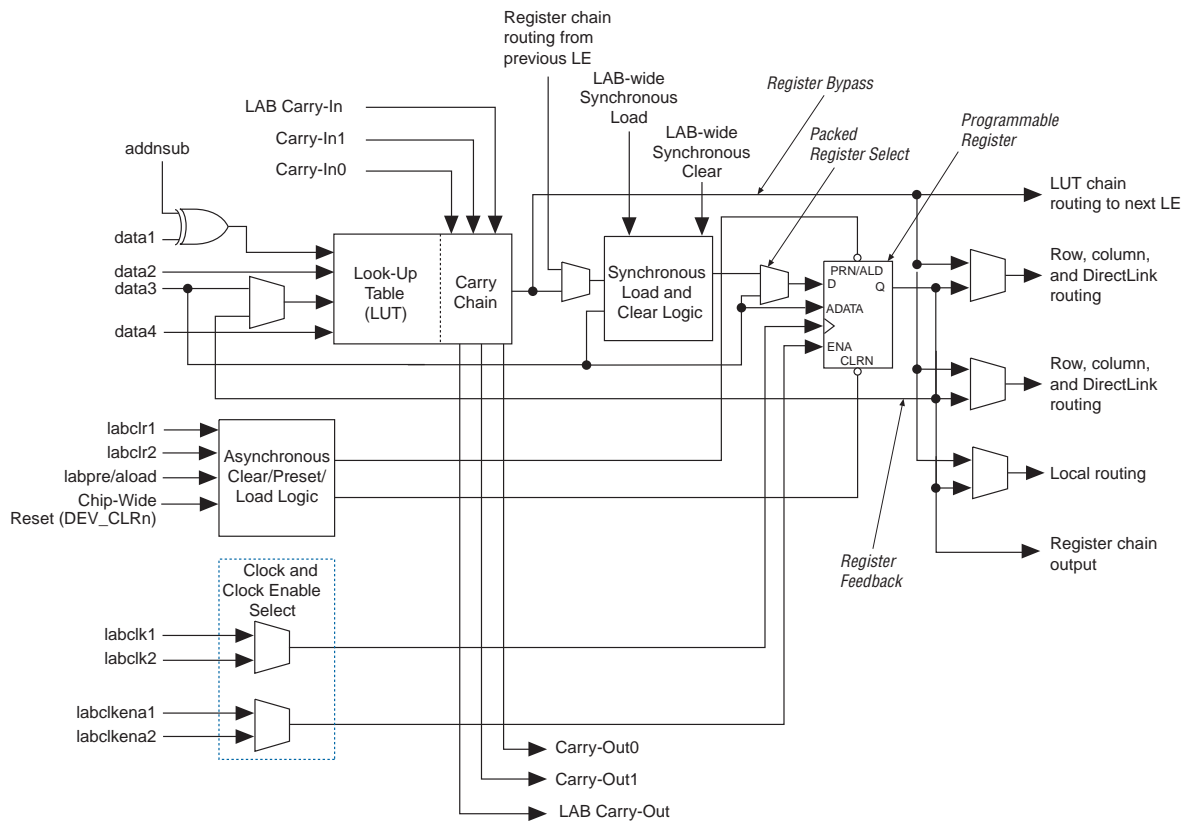 Register chain
routing from
previous LE
LAB-wide
Synchronous
Load
Register Bypass
LAB Carry-In
LAB-wide
Synchronous
Clear
Packed
Register Select
Programmable
Register
Carry-In1
addnsub
Carry-In0
LUT chain
routing to next LE
data1
data2
data3
data4
Look-Up
Table
(LUT)
Carry
Chain
Synchronous
Load and
Clear Logic
PRN/ALD
D
Q
ADATA
ENA
CLRN
Row, column,
and DirectLink
routing
Row, column,
and DirectLink
routing
labclr1
labclr2
labpre/aload
Chip-Wide
Reset (DEV_CLRn)
Asynchronous
Clear/Preset/
Load Logic
Local routing
Register chain
output
Register
Feedback
Clock and
Clock Enable
Select
labclk1
labclk2
labclkena1
labclkena2
Carry-Out0
Carry-Out1
LAB Carry-Out